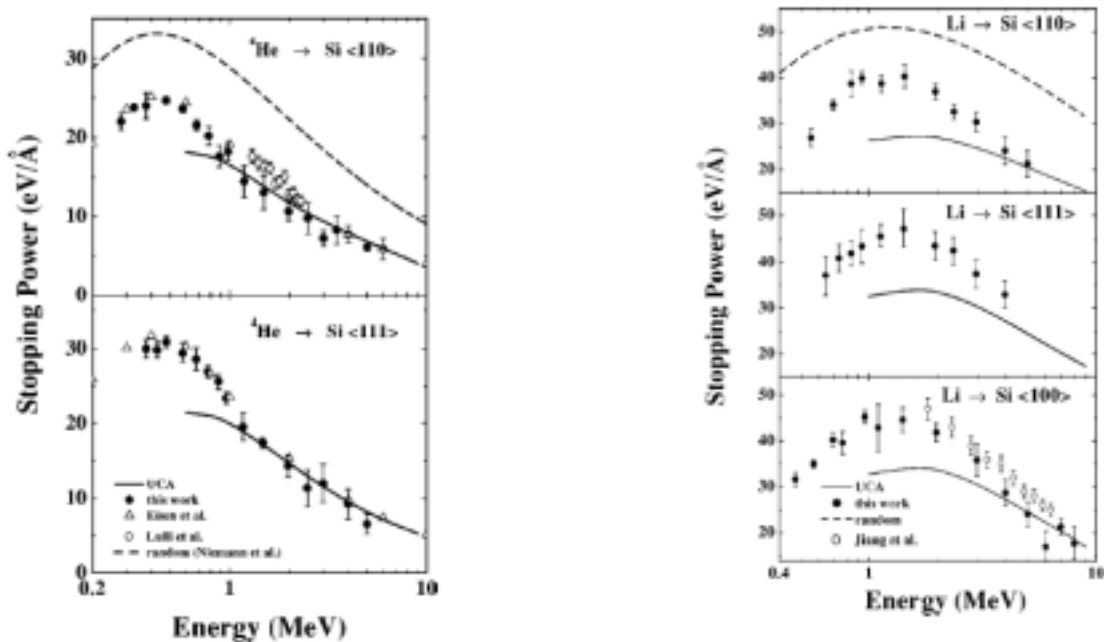 Stopping Power (eV/Å)
30
20
10
0
⁴He → Si <110>
30
20
10
0
⁴He → Si <111>
UCA
this work
Eisen et al.
Lulli et al.
random (Niemann et al.)
0.2
1
10
Energy (MeV)
Stopping Power (eV/Å)
50
40
30
20
Li → Si <110>
50
40
30
20
Li → Si <111>
50
40
30
20
Li → Si <100>
UCA
this work
random
Jiang et al.
0.4
1
10
Energy (MeV)